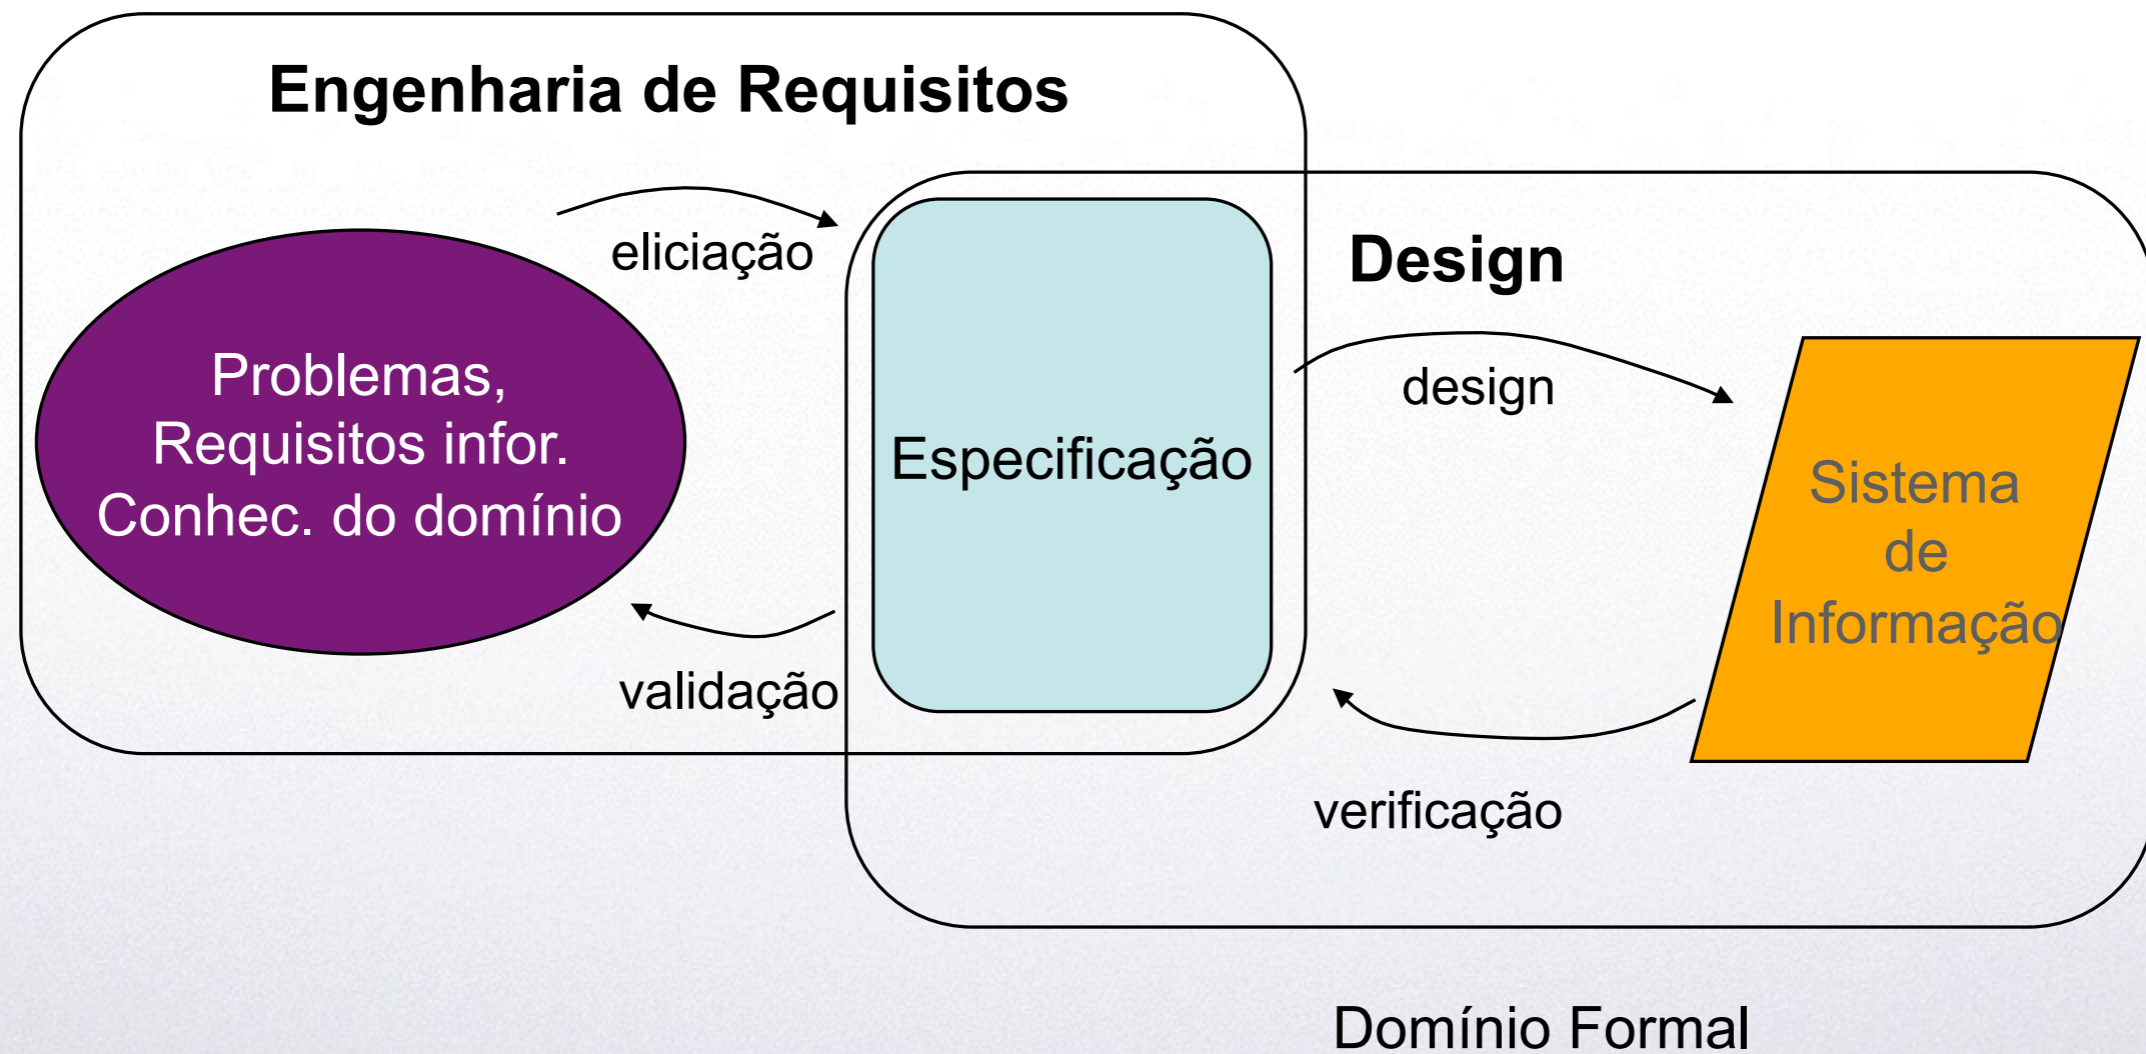 Engenharia de Requisitos
eliciação
Design
Problemas,
Requisitos infor.
Conhec. do domínio
design
Especificação
Sistema
de
Informação
validação
verificação
Domínio Formal